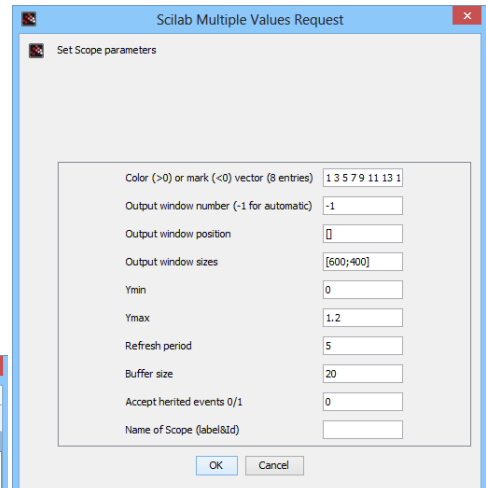 Scilab Multiple Values Request
Set Scope parameters
Color (>0) or mark (<0) vector (8 entries) 1 3 5 7 9 11 13 1
Output window number (-1 for automatic) -1
Output window position []
Output window sizes [600;400]
Ymin 0
Ymax 1.2
Refresh period 5
Buffer size 20
Accept herited events 0/1 0
Name of Scope (label&Id)
OK Cancel